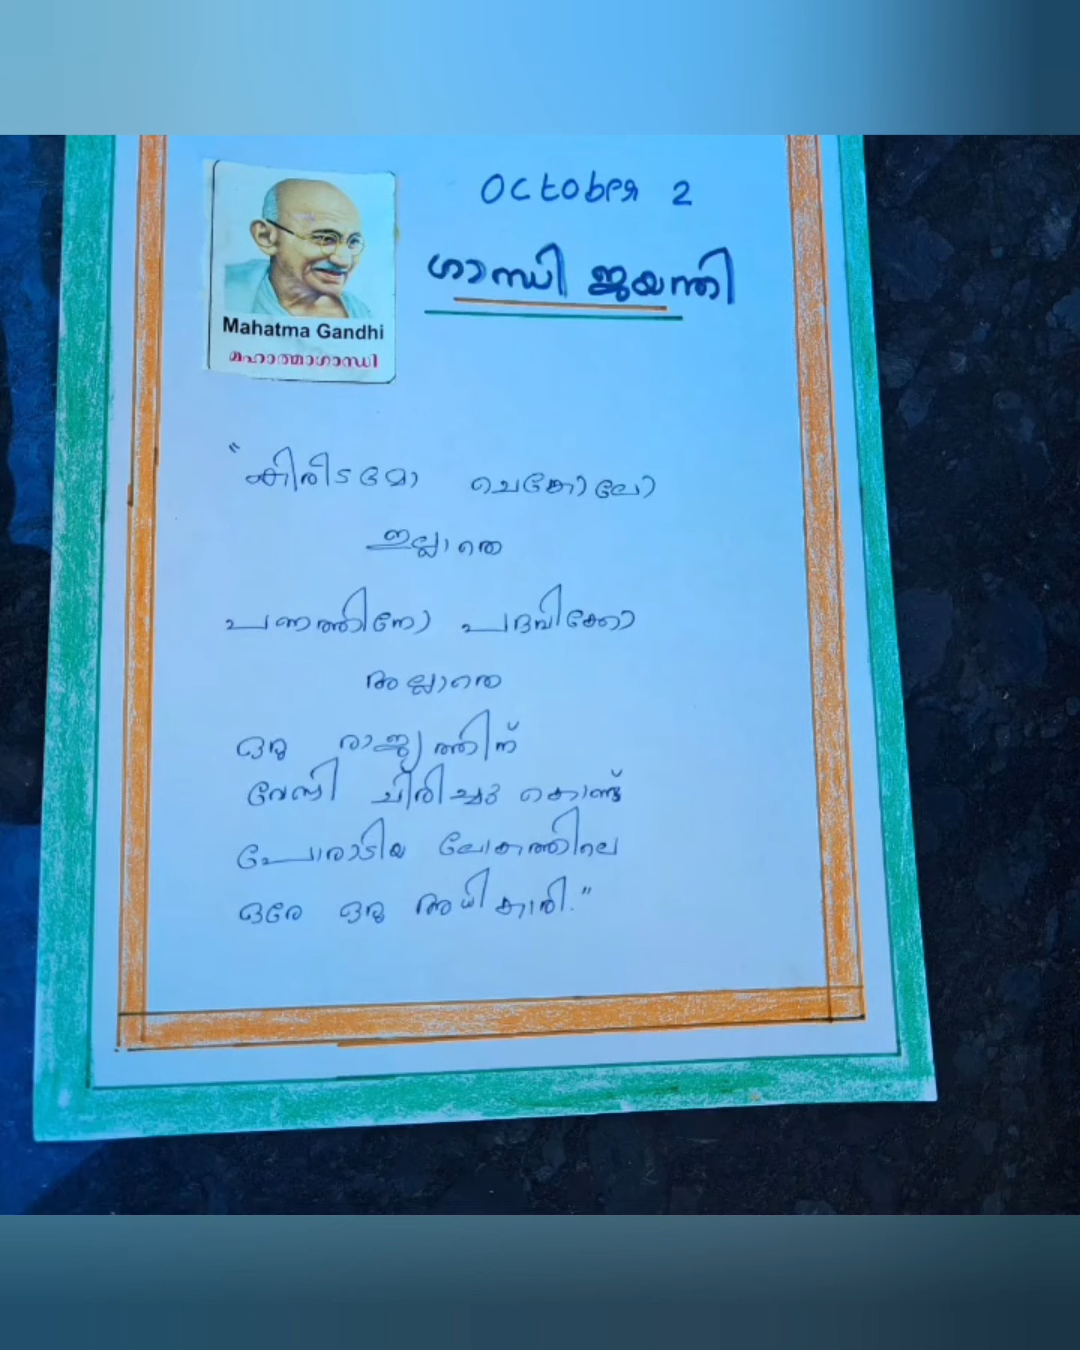 October 2
ഗാന്ധി ജയന്തി
Mahatma Gandhi
മഹാത്മാഗാന്ധി
"കിരീടമോ ചെങ്കോലോ
ഇല്ലാതെ
പണത്തിനോ പദവിക്കോ
അല്ലാതെ
ഒരു രാജ്യത്തിന്
വേണ്ടി ചിരിച്ചു കൊണ്ട്
പോരാടിയ ലോകത്തിലെ
ഒരേ ഒരു അധികാരി."